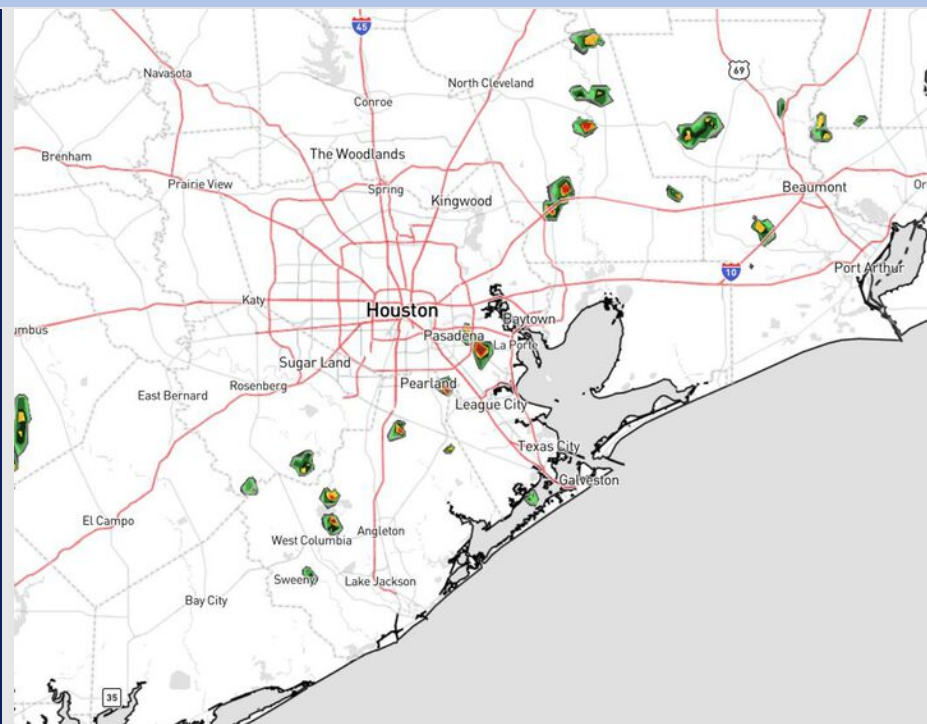 45
Navasota
North Cleveland
69
Conroe
The Woodlands
Brenham
Prairie View
Spring
Beaumont
Kingwood
Port Arthur
10
Katy
Houston
Baytown
Pasadena
La Porte
Sugar Land
Rosenberg
Pearland
East Bernard
League City
Texas City
Galveston
El Campo
Angleton
West Columbia
Sweeny
Lake Jackson
Bay City
35